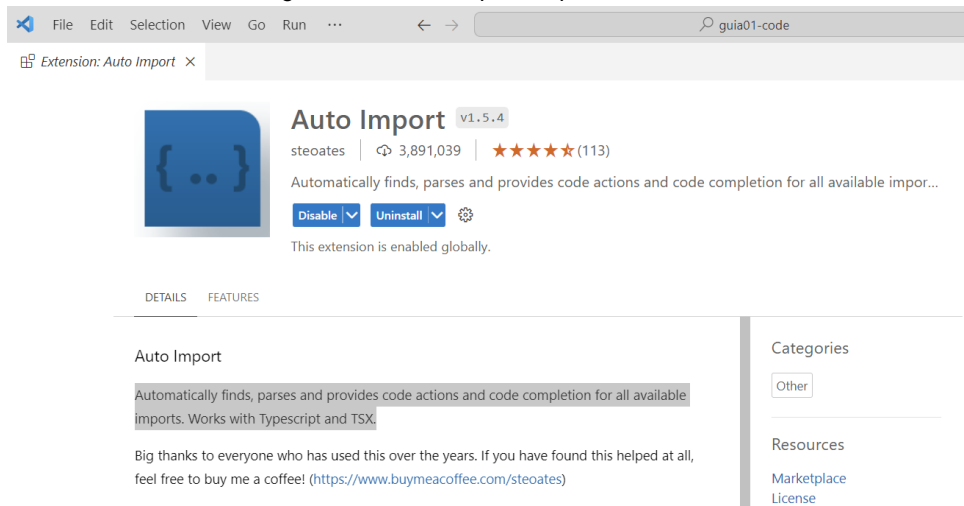 File Edit Selection View Go Run ··· ← → guia01-code
Extension: Auto Import ×
{ .. }
Auto Import v1.5.4
steoates 3,891,039 ★★★★★ (113)
Automatically finds, parses and provides code actions and code completion for all available impor...
Disable Uninstall
This extension is enabled globally.
DETAILS FEATURES
Auto Import
Automatically finds, parses and provides code actions and code completion for all available
imports. Works with Typescript and TSX.
Big thanks to everyone who has used this over the years. If you have found this helped at all,
feel free to buy me a coffee! (https://www.buymeacoffee.com/steoates)
Categories
Other
Resources
Marketplace
License